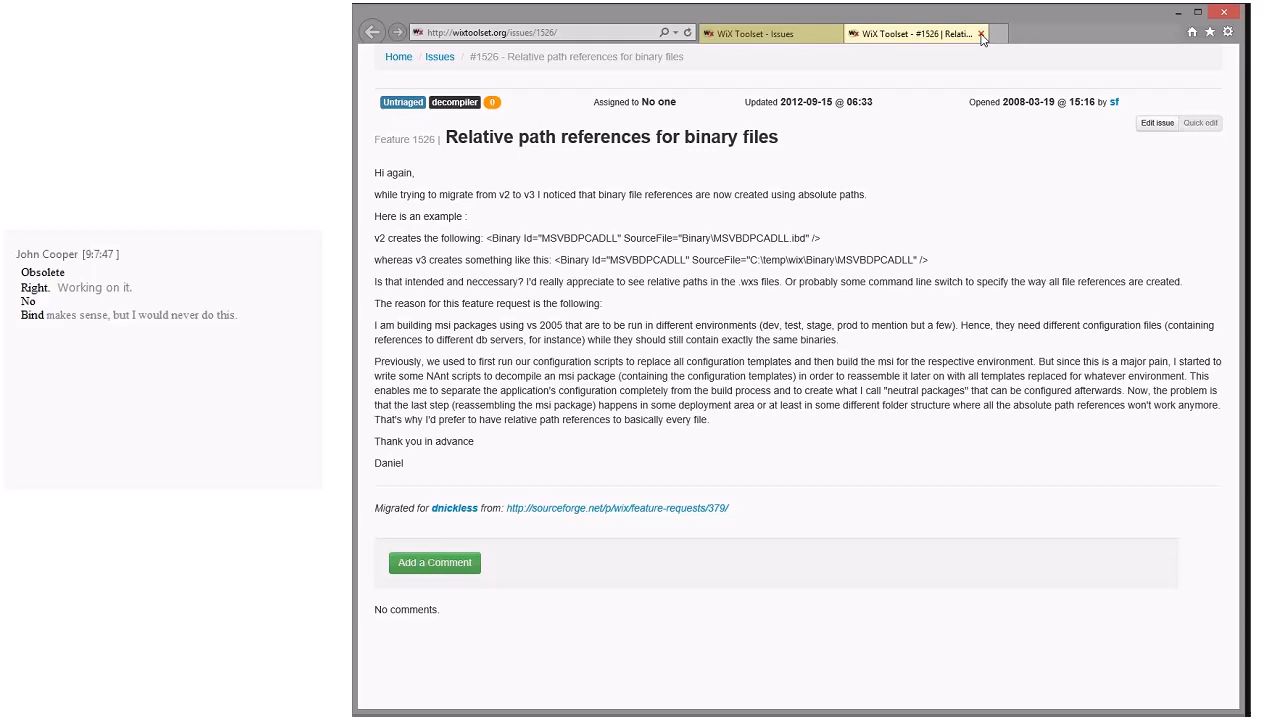 http://wixtoolset.org/issues/1526/
WiX Toolset - Issues
WiX Toolset - #1526 | Relati...
Home / Issues / #1526 - Relative path references for binary files
Untriaged decompiler 0 Assigned to No one Updated 2012-09-15 @ 06:33 Opened 2008-03-19 @ 15:16 by sf
Edit issue Quick edit
Feature 1526 | Relative path references for binary files
Hi again,
while trying to migrate from v2 to v3 I noticed that binary file references are now created using absolute paths.
Here is an example :
v2 creates the following: <Binary Id="MSVBDPCADLL" SourceFile="Binary\MSVBDPCADLL.ibd" />
whereas v3 creates something like this: <Binary Id="MSVBDPCADLL" SourceFile="C:\temp\wix\Binary\MSVBDPCADLL" />
Is that intended and neccessary? I'd really appreciate to see relative paths in the .wxs files. Or probably some command line switch to specify the way all file references are created.
The reason for this feature request is the following:
I am building msi packages using vs 2005 that are to be run in different environments (dev, test, stage, prod to mention but a few). Hence, they need different configuration files (containing
references to different db servers, for instance) while they should still contain exactly the same binaries.
Previously, we used to first run our configuration scripts to replace all configuration templates and then build the msi for the respective environment. But since this is a major pain, I started to
write some NAnt scripts to decompile an msi package (containing the configuration templates) in order to reassemble it later on with all templates replaced for whatever environment. This
enables me to separate the application's configuration completely from the build process and to create what I call "neutral packages" that can be configured afterwards. Now, the problem is
that the last step (reassembling the msi package) happens in some deployment area or at least in some different folder structure where all the absolute path references won't work anymore.
That's why I'd prefer to have relative path references to basically every file.
Thank you in advance
Daniel
Migrated for dnickless from: http://sourceforge.net/p/wix/feature-requests/379/
Add a Comment
No comments.
John Cooper [9:7:47 ]
Obsolete
Right. Working on it.
No
Bind makes sense, but I would never do this.